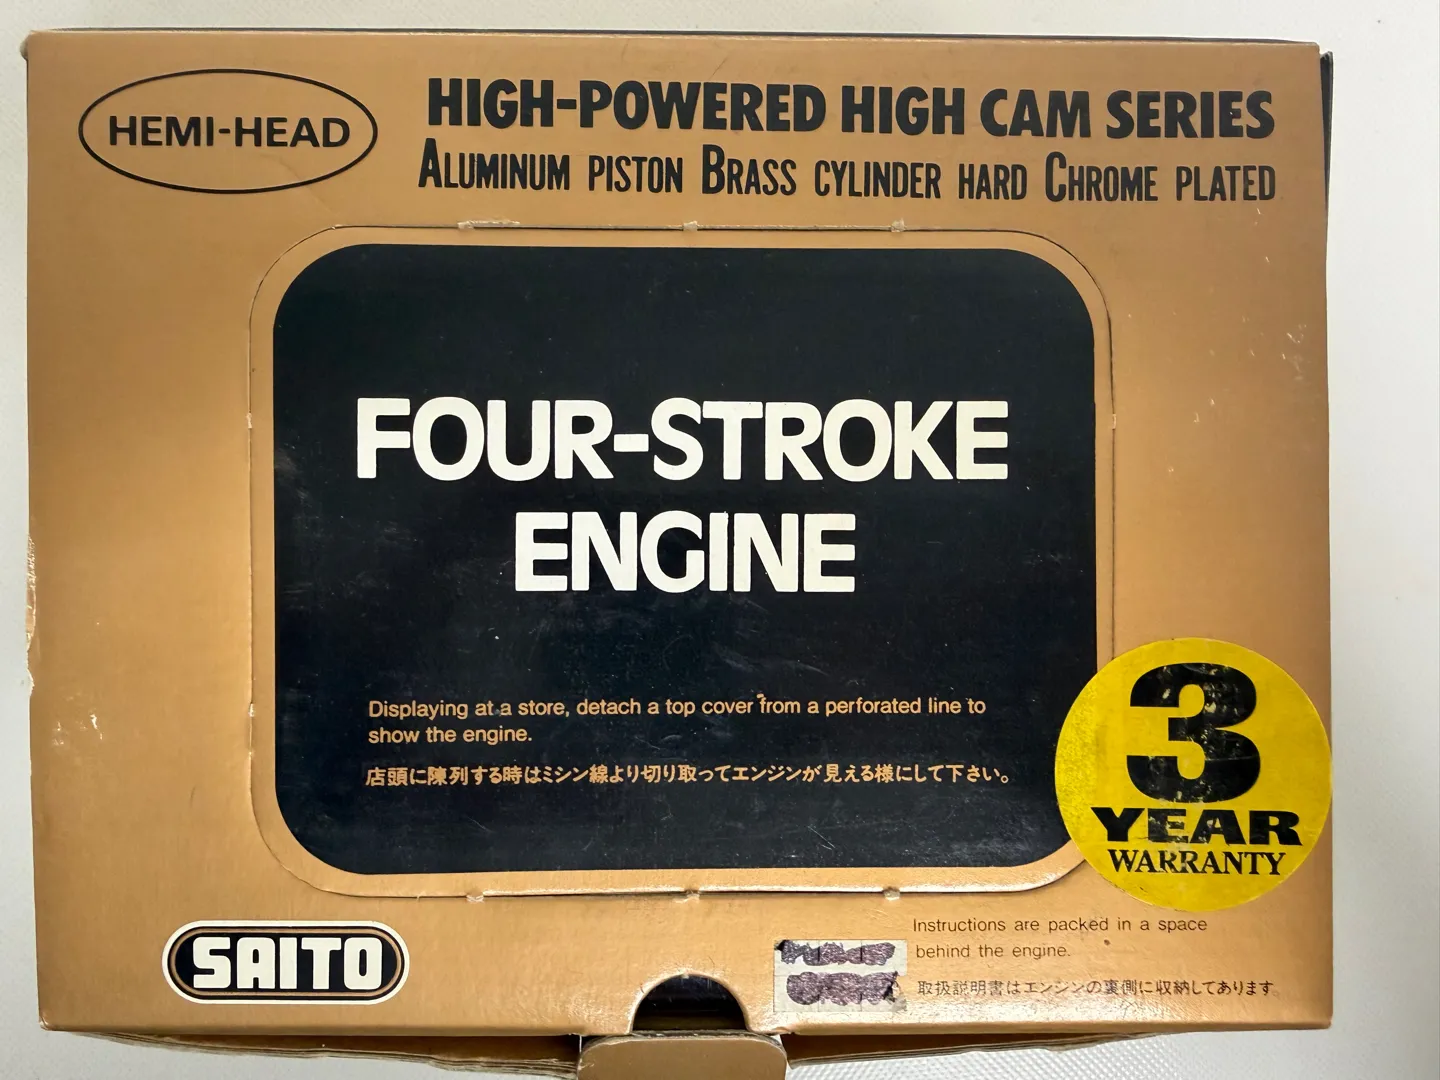 HEMI-HEAD
HIGH-POWERED HIGH CAM SERIES
ALUMINUM PISTON BRASS CYLINDER HARD CHROME PLATED
FOUR-STROKE
ENGINE
Displaying at a store, detach a top cover from a perforated line to
show the engine.
店頭に陳列する時はミシン線より切り取ってエンジンが見える様にして下さい。
3
YEAR
WARRANTY
SAITO
Instructions are packed in a space
behind the engine.
取扱説明書はエンジンの裏側に収納してあります